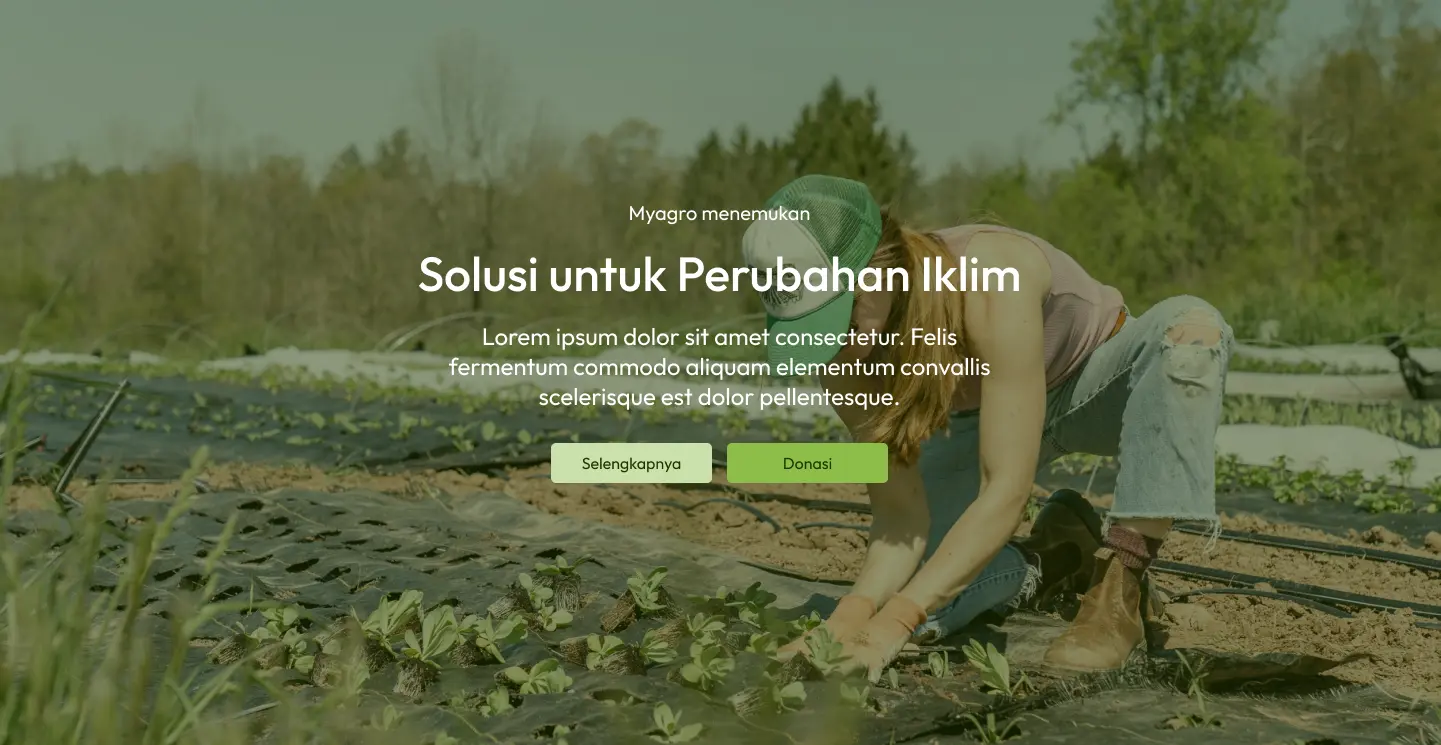 Myagro menemukan
Solusi untuk Perubahan Iklim
Lorem ipsum dolor sit amet consectetur. Felis
fermentum commodo aliquam elementum convallis
scelerisque est dolor pellentesque.
Selengkapnya
Donasi